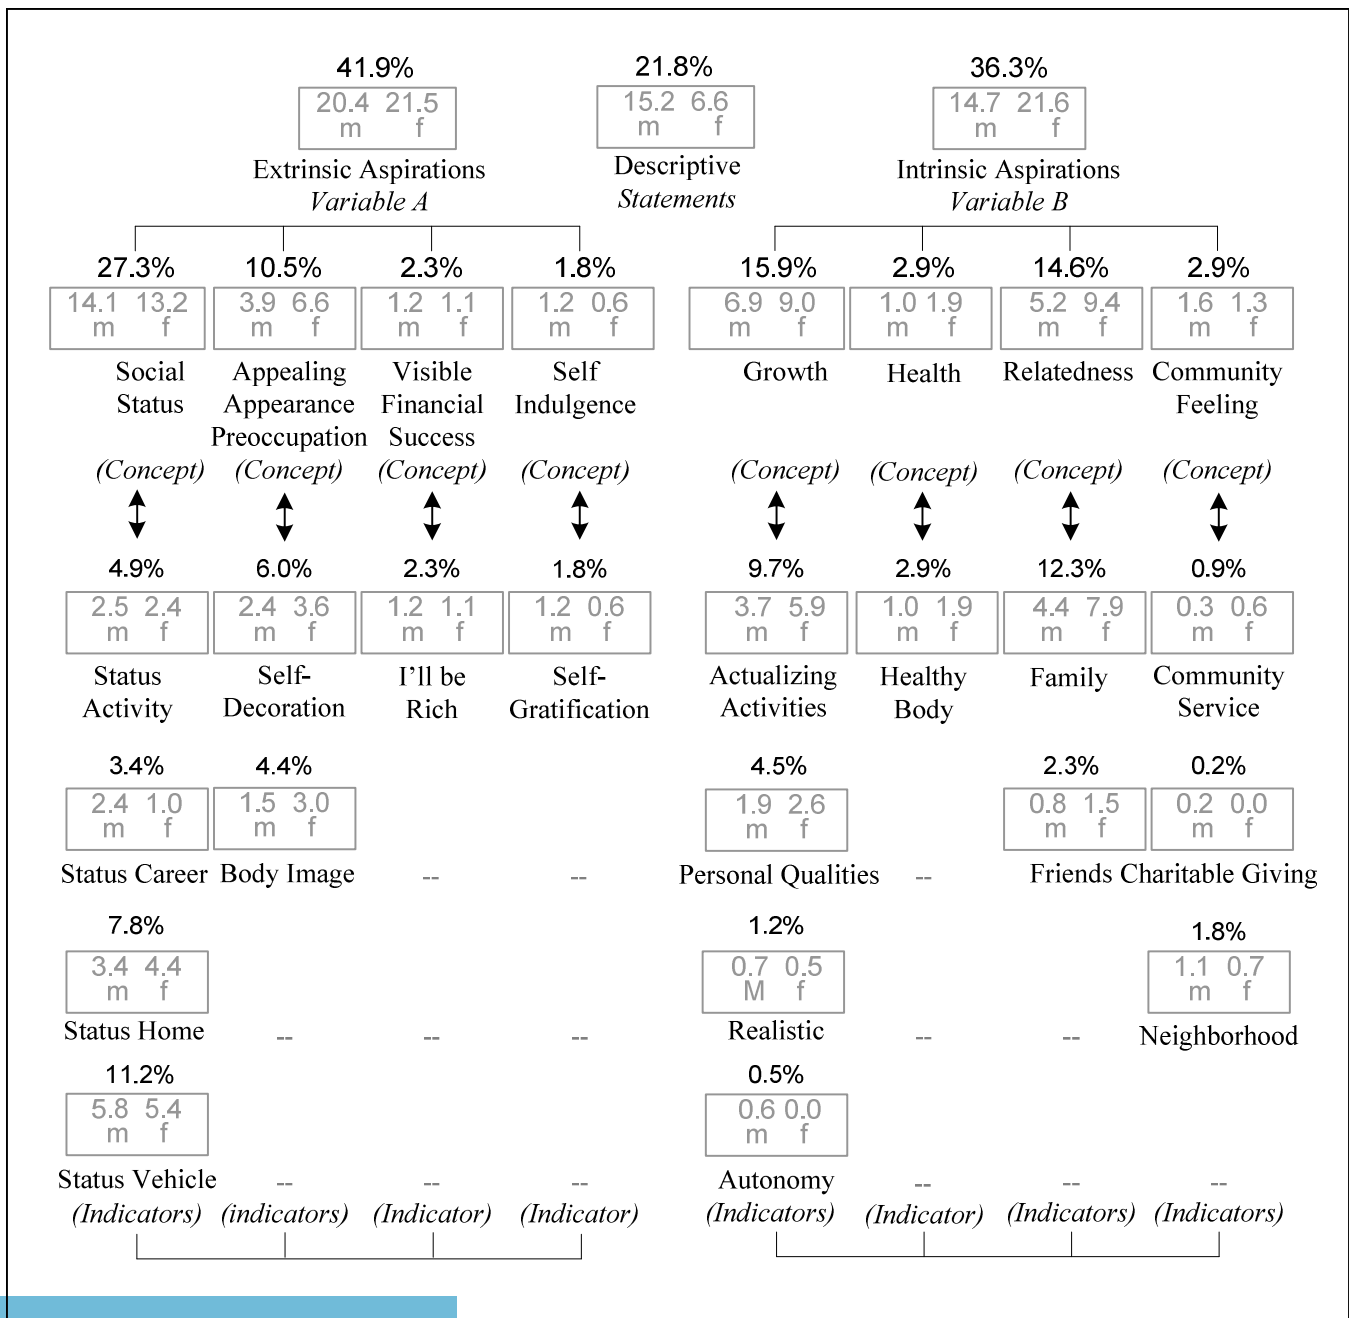 41.9% 21.8% 36.3%
20.4 21.5 15.2 6.6 14.7 21.6
m f m f m f
Extrinsic Aspirations Descriptive Intrinsic Aspirations
Variable A Statements Variable B
27.3% 10.5% 2.3% 1.8% 15.9% 2.9% 14.6% 2.9%
14.1 13.2 3.9 6.6 1.2 1.1 1.2 0.6 6.9 9.0 1.0 1.9 5.2 9.4 1.6 1.3
m f m f m f m f m f m f m f m f
Social Appealing Visible Self Growth Health Relatedness Community
Status Appearance Financial Indulgence Feeling
Preoccupation Success
(Concept) (Concept) (Concept) (Concept) (Concept) (Concept) (Concept) (Concept)
4.9% 6.0% 2.3% 1.8% 9.7% 2.9% 12.3% 0.9%
2.5 2.4 2.4 3.6 1.2 1.1 1.2 0.6 3.7 5.9 1.0 1.9 4.4 7.9 0.3 0.6
m f m f m f m f m f m f m f m f
Status Self- I'll be Self- Actualizing Healthy Family Community
Activity Decoration Rich Gratification Activities Body Service
3.4% 4.4% 4.5% 2.3% 0.2%
2.4 1.0 1.5 3.0 1.9 2.6 0.8 1.5 0.2 0.0
m f m f m f m f m f
Status Career Body Image -- -- Personal Qualities -- Friends Charitable Giving
7.8% 1.2% 1.8%
3.4 4.4 0.7 0.5 1.1 0.7
m f M f m f
Status Home -- -- -- Realistic -- -- Neighborhood
11.2% 0.5%
5.8 5.4 0.6 0.0
m f m f
Status Vehicle -- -- -- Autonomy -- -- --
(Indicators) (indicators) (Indicator) (Indicator) (Indicators) (Indicator) (Indicators) (Indicators)